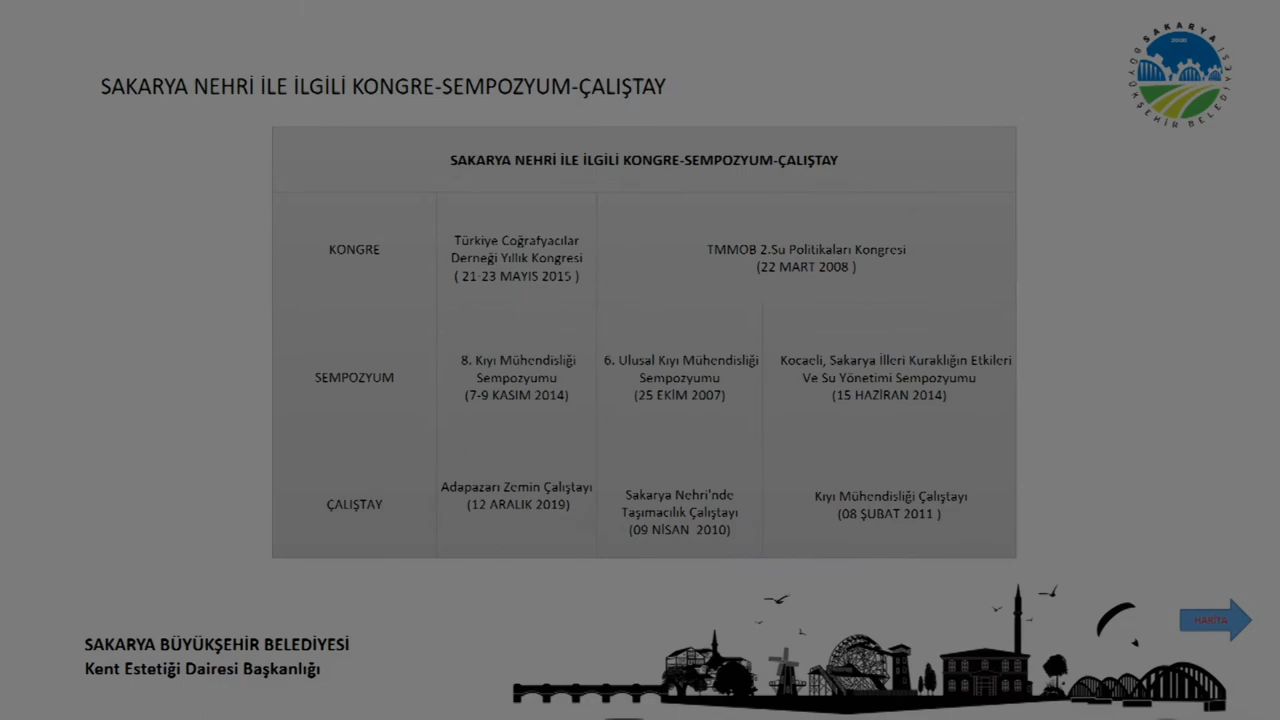 SAKARYA NEHRİ İLE İLGİLİ KONGRE-SEMPOZYUM-ÇALIŞTAY
SAKARYA
2000
BÜYÜKŞEHİR BELEDİYESİ
SAKARYA NEHRİ İLE İLGİLİ KONGRE-SEMPOZYUM-ÇALIŞTAY
KONGRE
Türkiye Coğrafyacılar
Derneği Yıllık Kongresi
( 21-23 MAYIS 2015 )
TMMOB 2.Su Politikaları Kongresi
(22 MART 2008 )
SEMPOZYUM
8. Kıyı Mühendisliği
Sempozyumu
(7-9 KASIM 2014)
6. Ulusal Kıyı Mühendisliği
Sempozyumu
(25 EKİM 2007)
Kocaeli, Sakarya İlleri Kuraklığın Etkileri
Ve Su Yönetimi Sempozyumu
(15 HAZİRAN 2014)
ÇALIŞTAY
Adapazarı Zemin Çalıştayı
(12 ARALIK 2019)
Sakarya Nehri'nde
Taşımacılık Çalıştayı
(09 NİSAN 2010)
Kıyı Mühendisliği Çalıştayı
(08 ŞUBAT 2011 )
HARİTA
SAKARYA BÜYÜKŞEHİR BELEDİYESİ
Kent Estetiği Dairesi Başkanlığı